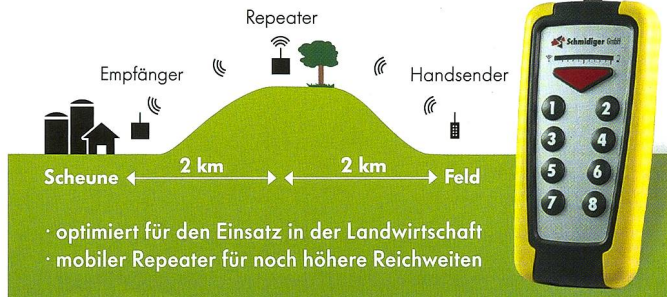 Repeater
Empfänger
Handsender
2 km
2 km
Scheune
Feld
· optimiert für den Einsatz in der Landwirtschaft
· mobiler Repeater für noch höhere Reichweiten
Schmidiger GmbH
1 2
3 4
5 6
7 8